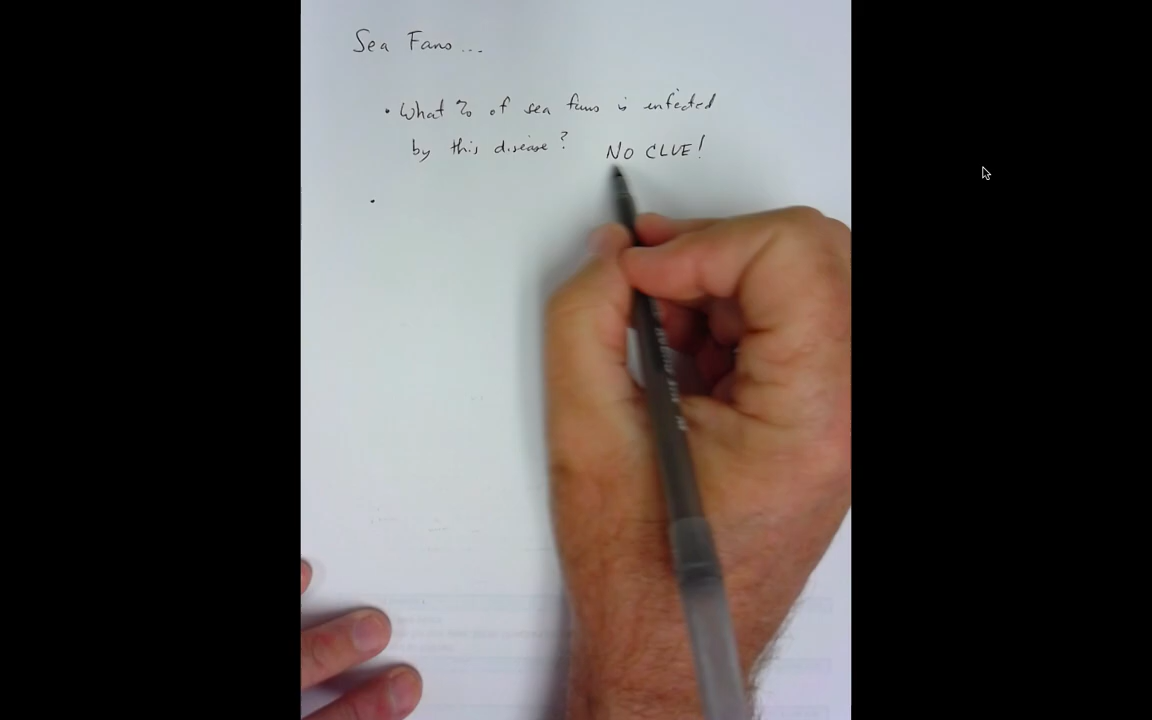 Sea Fans...
• What % of sea fans is infected
by this disease? NO CLUE!
•